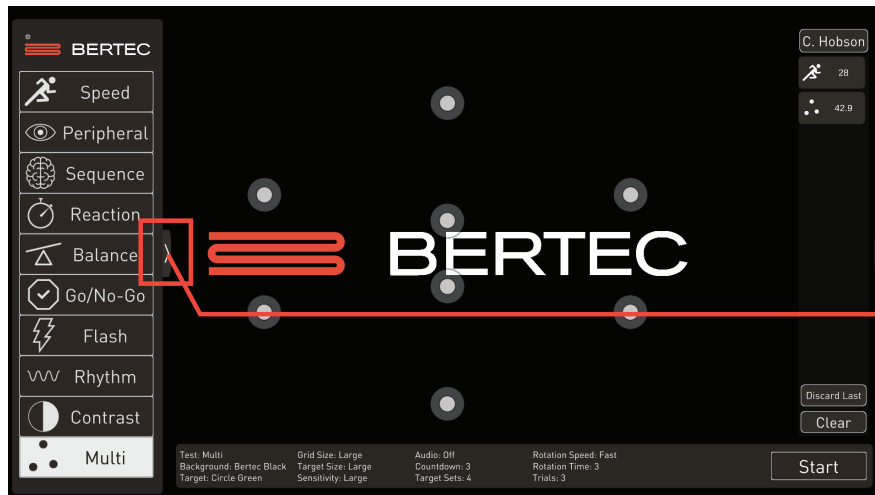 BERTEC
Speed
Peripheral
Sequence
Reaction
Balance
Go/No-Go
Flash
Rhythm
Contrast
Multi
BERTEC
C. Hobson
28
42.9
Discard Last
Clear
Start
Test: Multi
Background: Bertec Black
Target: Circle Green
Grid Size: Large
Target Size: Large
Sensitivity: Large
Audio: Off
Countdown: 3
Target Sets: 4
Rotation Speed: Fast
Rotation Time: 3
Trials: 3